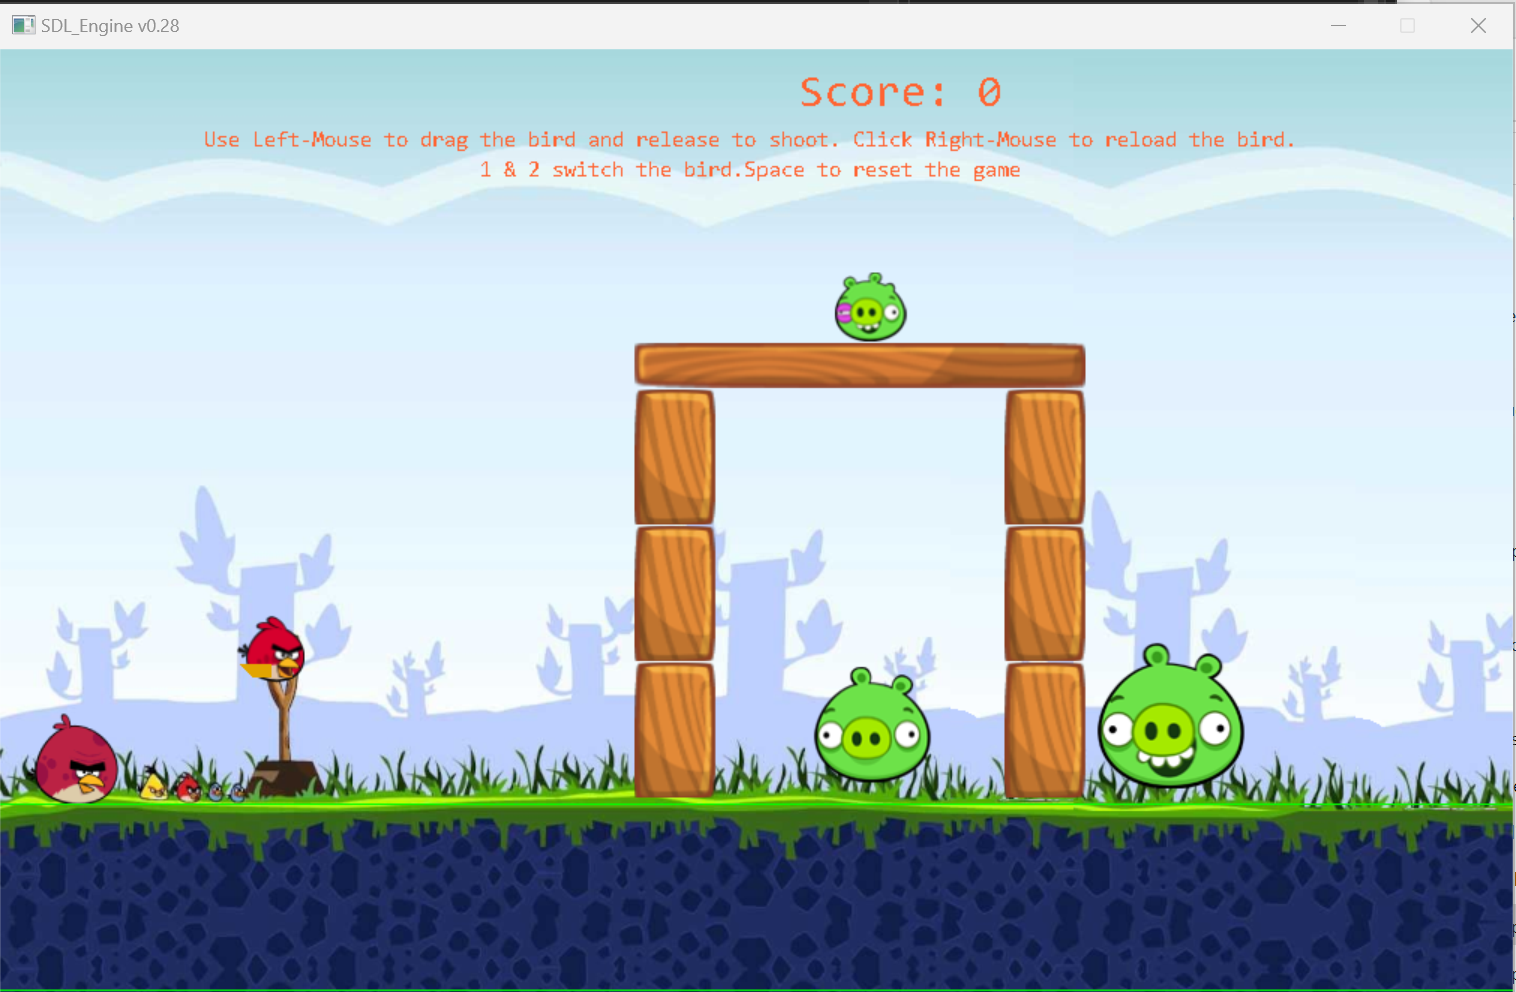 SDL_Engine v0.28
Score: 0
Use Left-Mouse to drag the bird and release to shoot. Click Right-Mouse to reload the bird.
1 & 2 switch the bird.Space to reset the game